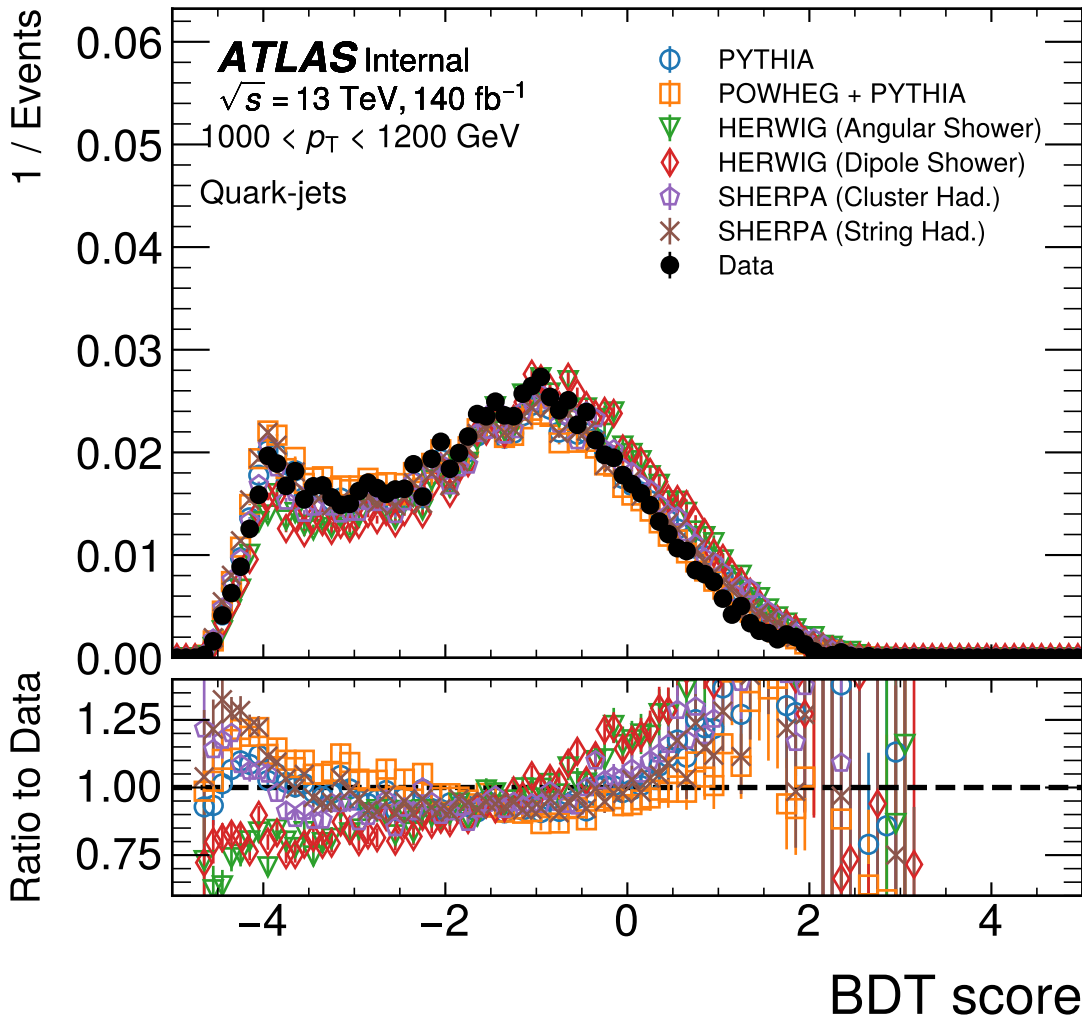 1 / Events
0.06
0.05
0.04
0.03
0.02
0.01
0.00
ATLAS Internal
√s = 13 TeV, 140 fb⁻¹
1000 < p_T < 1200 GeV
Quark-jets
PYTHIA
POWHEG + PYTHIA
HERWIG (Angular Shower)
HERWIG (Dipole Shower)
SHERPA (Cluster Had.)
SHERPA (String Had.)
Data
Ratio to Data
1.25
1.00
0.75
−4
−2
0
2
4
BDT score